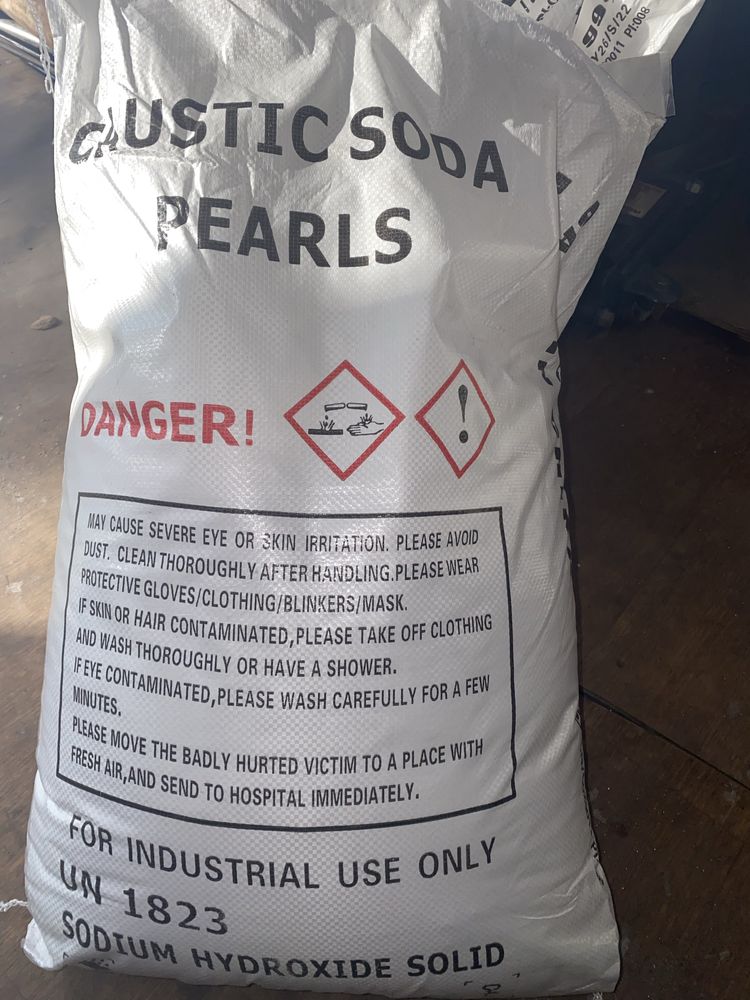 CAUSTIC SODA
PEARLS
DANGER!
MAY CAUSE SEVERE EYE OR SKIN IRRITATION. PLEASE AVOID
DUST. CLEAN THOROUGHLY AFTER HANDLING.PLEASE WEAR
PROTECTIVE GLOVES/CLOTHING/BLINKERS/MASK.
IF SKIN OR HAIR CONTAMINATED,PLEASE TAKE OFF CLOTHING
AND WASH THOROUGHLY OR HAVE A SHOWER.
IF EYE CONTAMINATED,PLEASE WASH CAREFULLY FOR A FEW
MINUTES.
PLEASE MOVE THE BADLY HURTED VICTIM TO A PLACE WITH
FRESH AIR,AND SEND TO HOSPITAL IMMEDIATELY.
FOR INDUSTRIAL USE ONLY
UN 1823
SODIUM HYDROXIDE SOLID